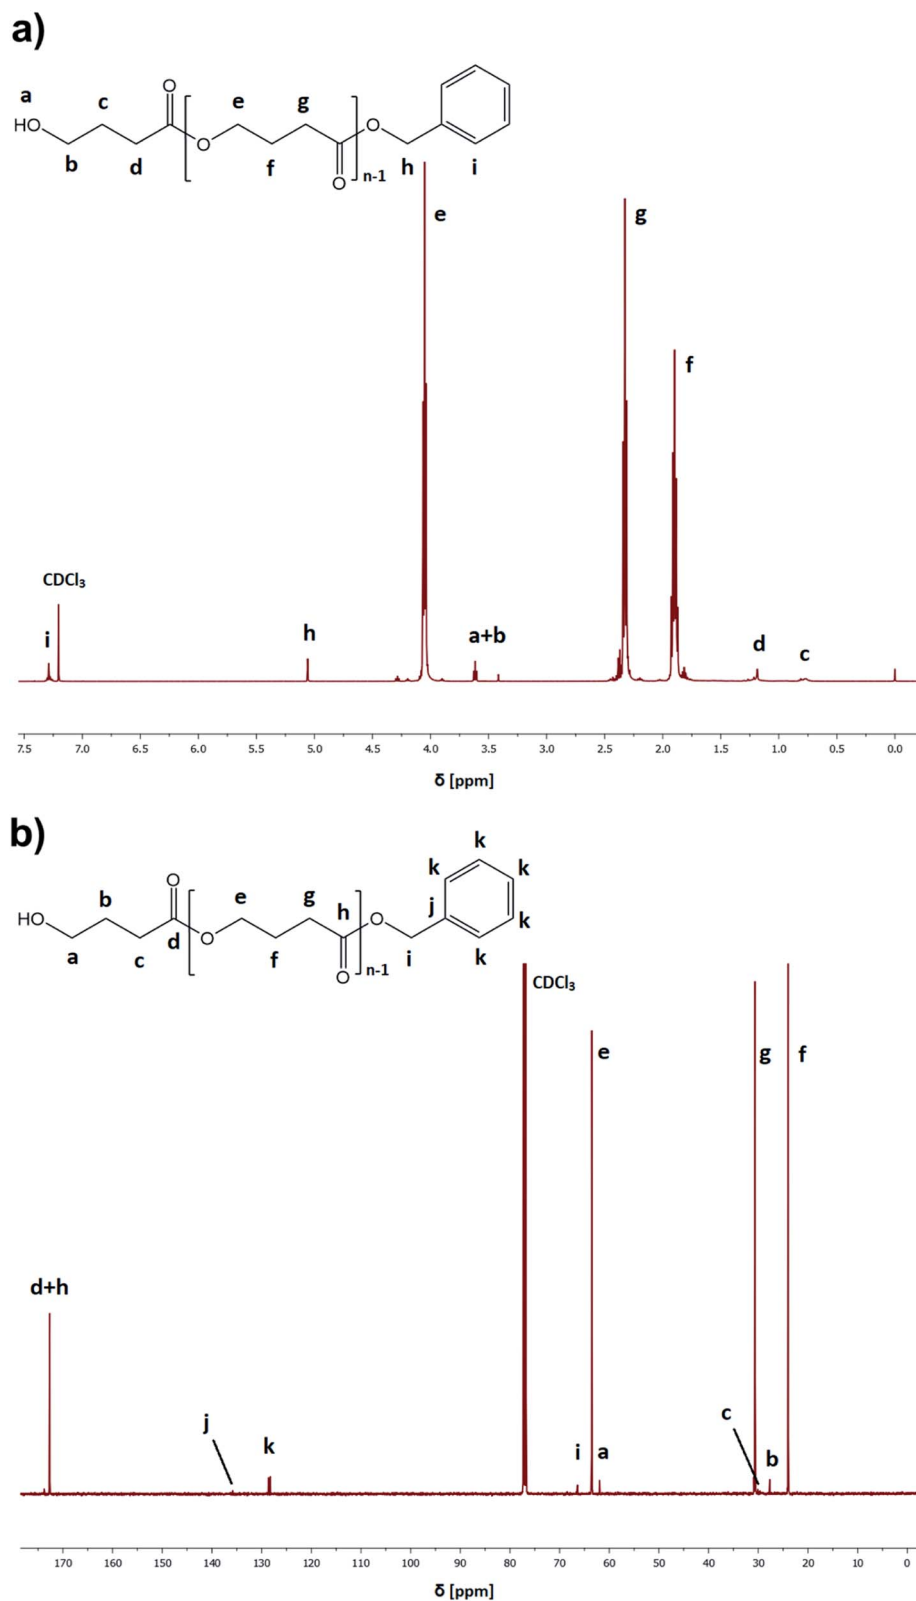 a)
a c O e g O
HO O O
b d f O n-1 h i
e
g
f
CDCl₃
i h a+b d c
7.5 7.0 6.5 6.0 5.5 5.0 4.5 4.0 3.5 3.0 2.5 2.0 1.5 1.0 0.5 0.0
δ [ppm]
b)
k
k k
b O e g h O j k
HO d O k
a c f O n-1 i k
CDCl₃
e g f
d+h
j k i a c b
170 160 150 140 130 120 110 100 90 80 70 60 50 40 30 20 10 0
δ [ppm]